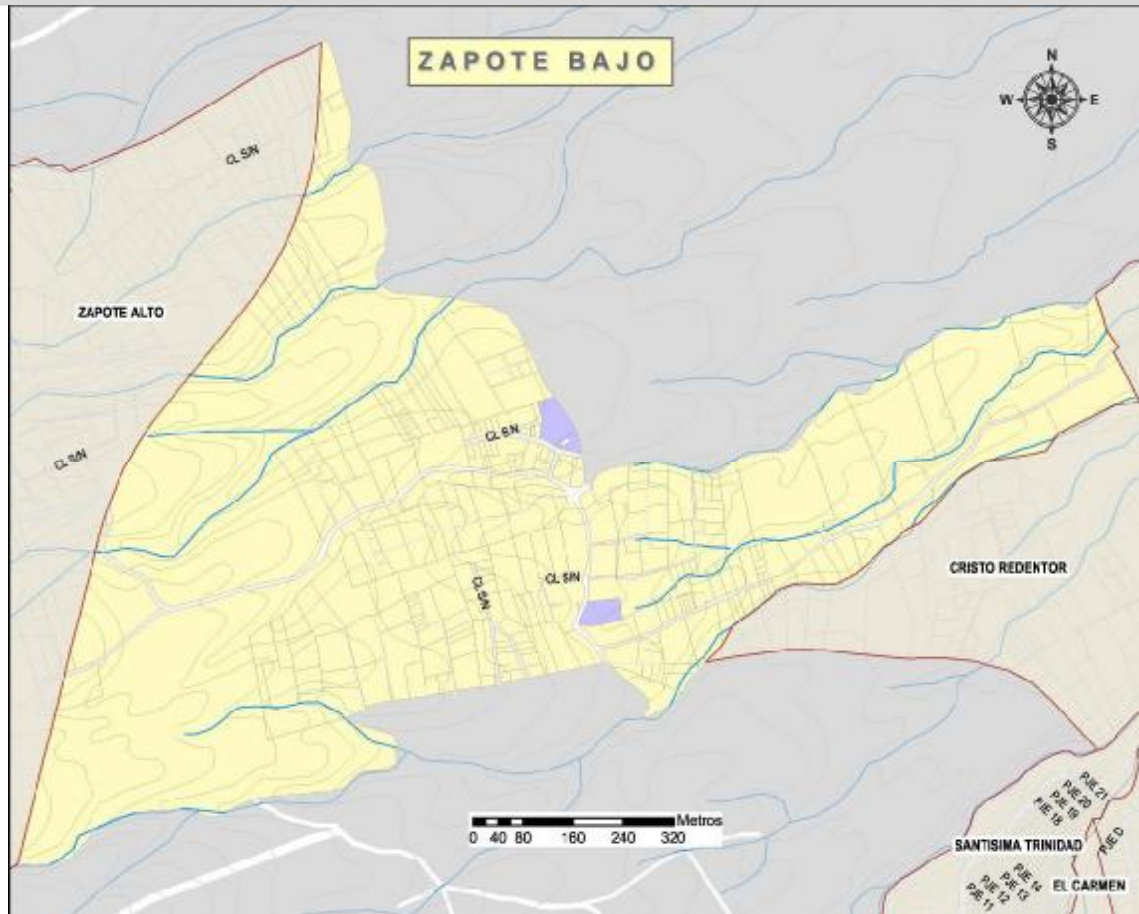 ZAPOTE BAJO
N
W E
S
CL S/N
ZAPOTE ALTO
CL S/N
CL S/N
CL S/N
CL S/N
CRISTO REDENTOR
Metros
0 40 80 160 240 320
PJE 21
PJE 20
PJE 19
PJE 18
PJE D
SANTISIMA TRINIDAD
PJE 14
PJE 13
PJE 12
PJE 11
EL CARMEN